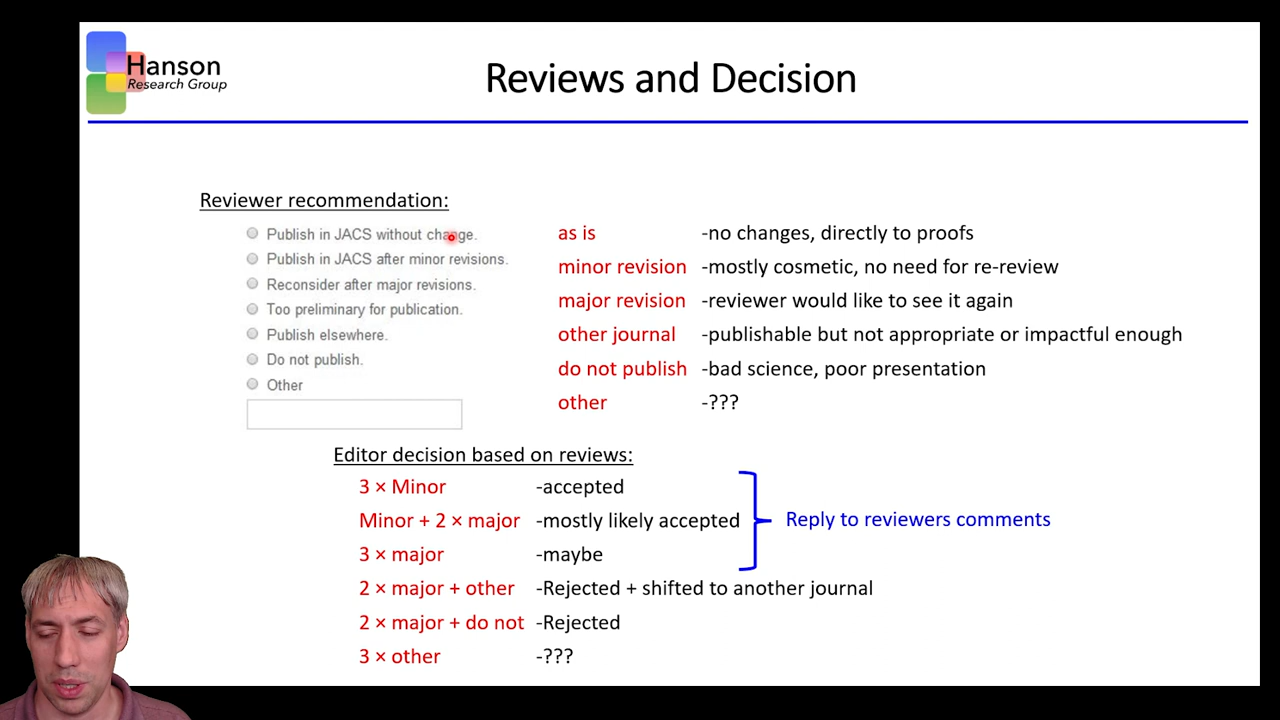 Hanson
Research Group
Reviews and Decision
Reviewer recommendation:
Publish in JACS without change.
Publish in JACS after minor revisions.
Reconsider after major revisions.
Too preliminary for publication.
Publish elsewhere.
Do not publish.
Other
as is -no changes, directly to proofs
minor revision -mostly cosmetic, no need for re-review
major revision -reviewer would like to see it again
other journal -publishable but not appropriate or impactful enough
do not publish -bad science, poor presentation
other -???
Editor decision based on reviews:
3 × Minor -accepted
Minor + 2 × major -mostly likely accepted
3 × major -maybe
2 × major + other -Rejected + shifted to another journal
2 × major + do not -Rejected
3 × other -???
Reply to reviewers comments